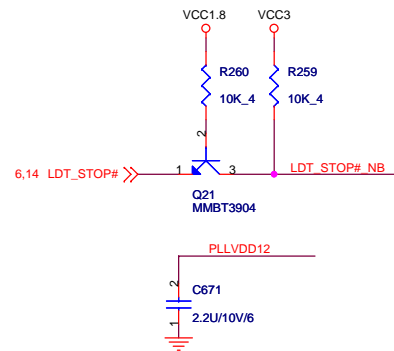 VCC1.8 VCC3
R260 R259
10K_4 10K_4
2
6,14 LDT_STOP# 1 3 LDT_STOP#_NB
Q21
MMBT3904
PLLVDD12
2
C671
2.2U/10V/6
1